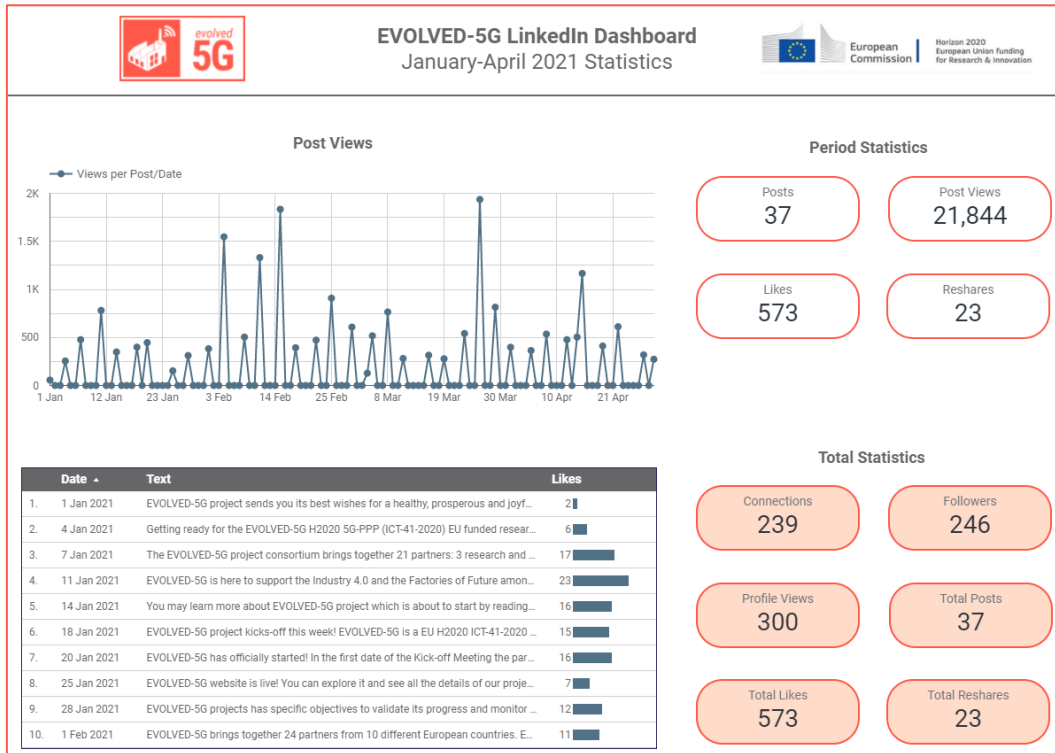 evolved
5G
EVOLVED-5G LinkedIn Dashboard
January-April 2021 Statistics
European
Commission
Horizon 2020
European Union funding
for Research & Innovation
Post Views
Views per Post/Date
2K
1.5K
1K
500
0
1 Jan 12 Jan 23 Jan 3 Feb 14 Feb 25 Feb 8 Mar 19 Mar 30 Mar 10 Apr 21 Apr
Period Statistics
Posts
37
Post Views
21,844
Likes
573
Reshares
23
Date Text Likes
1. 1 Jan 2021 EVOLVED-5G project sends you its best wishes for a healthy, prosperous and joyf... 2
2. 4 Jan 2021 Getting ready for the EVOLVED-5G H2020 5G-PPP (ICT-41-2020) EU funded resear... 6
3. 7 Jan 2021 The EVOLVED-5G project consortium brings together 21 partners: 3 research and ... 17
4. 11 Jan 2021 EVOLVED-5G is here to support the Industry 4.0 and the Factories of Future amon... 23
5. 14 Jan 2021 You may learn more about EVOLVED-5G project which is about to start by reading... 16
6. 18 Jan 2021 EVOLVED-5G project kicks-off this week! EVOLVED-5G is a EU H2020 ICT-41-2020 ... 15
7. 20 Jan 2021 EVOLVED-5G has officially started! In the first date of the Kick-off Meeting the par... 16
8. 25 Jan 2021 EVOLVED-5G website is live! You can explore it and see all the details of our proje... 7
9. 28 Jan 2021 EVOLVED-5G projects has specific objectives to validate its progress and monitor ... 12
10. 1 Feb 2021 EVOLVED-5G brings together 24 partners from 10 different European countries. E... 11
Total Statistics
Connections
239
Followers
246
Profile Views
300
Total Posts
37
Total Likes
573
Total Reshares
23